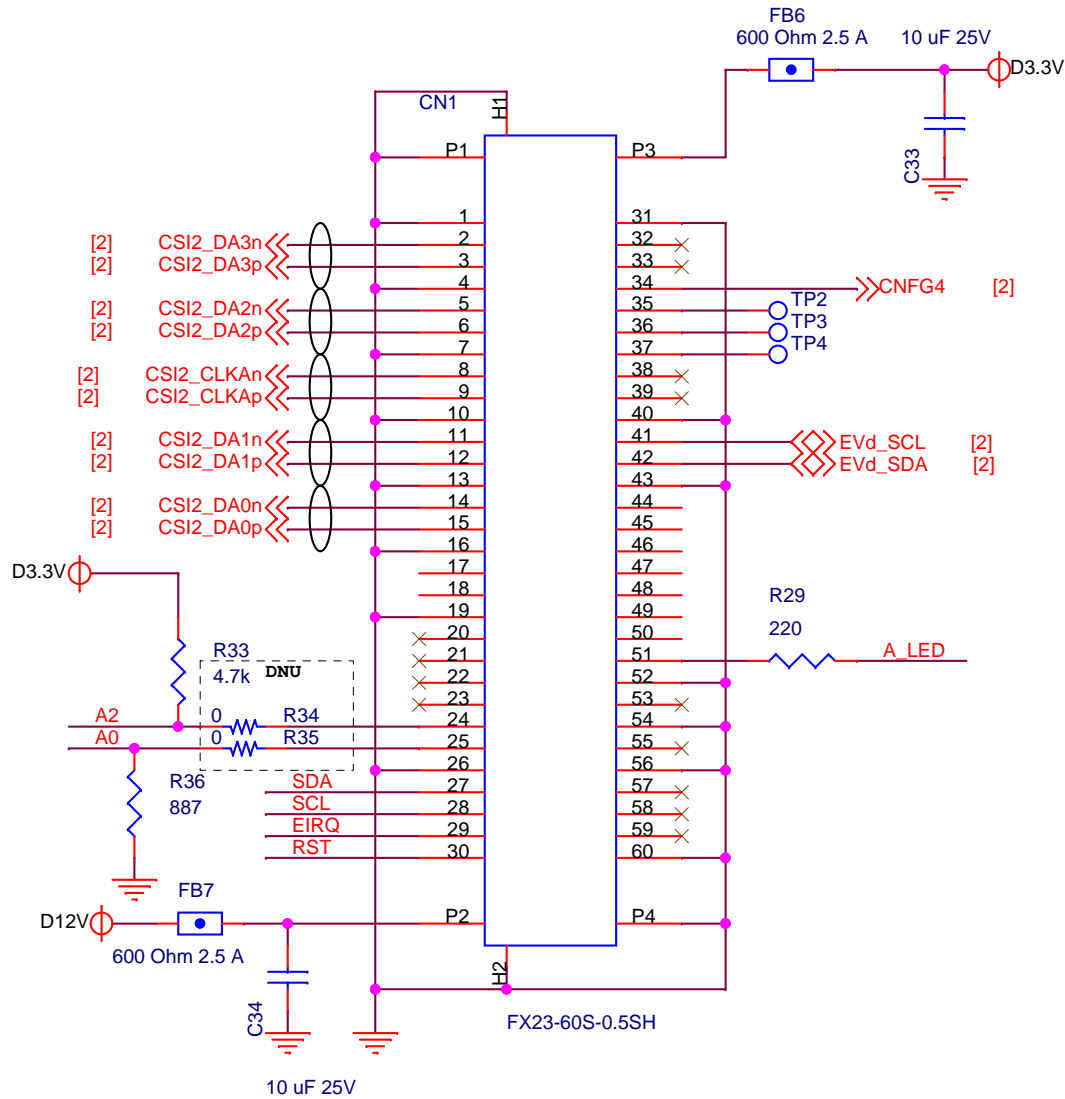 FB6
600 Ohm 2.5 A 10 uF 25V
D3.3V
CN1 H1
C33
P1 P3
1 31
[2] CSI2_DA3n 2 32
[2] CSI2_DA3p 3 33
4 34 CNFG4 [2]
[2] CSI2_DA2n 5 35 TP2
[2] CSI2_DA2p 6 36 TP3
7 37 TP4
[2] CSI2_CLKAn 8 38
[2] CSI2_CLKAp 9 39
10 40
[2] CSI2_DA1n 11 41 EVd_SCL [2]
[2] CSI2_DA1p 12 42 EVd_SDA [2]
13 43
[2] CSI2_DA0n 14 44
[2] CSI2_DA0p 15 45
16 46
D3.3V 17 47
18 48 R29
19 49 220
20 50
R33 21 51 A_LED
4.7k DNU 22 52
23 53
A2 0 R34 24 54
A0 0 R35 25 55
26 56
R36 SDA 27 57
887 SCL 28 58
EIRQ 29 59
RST 30 60
FB7
D12V P2 P4
600 Ohm 2.5 A
H2
C34
FX23-60S-0.5SH
10 uF 25V